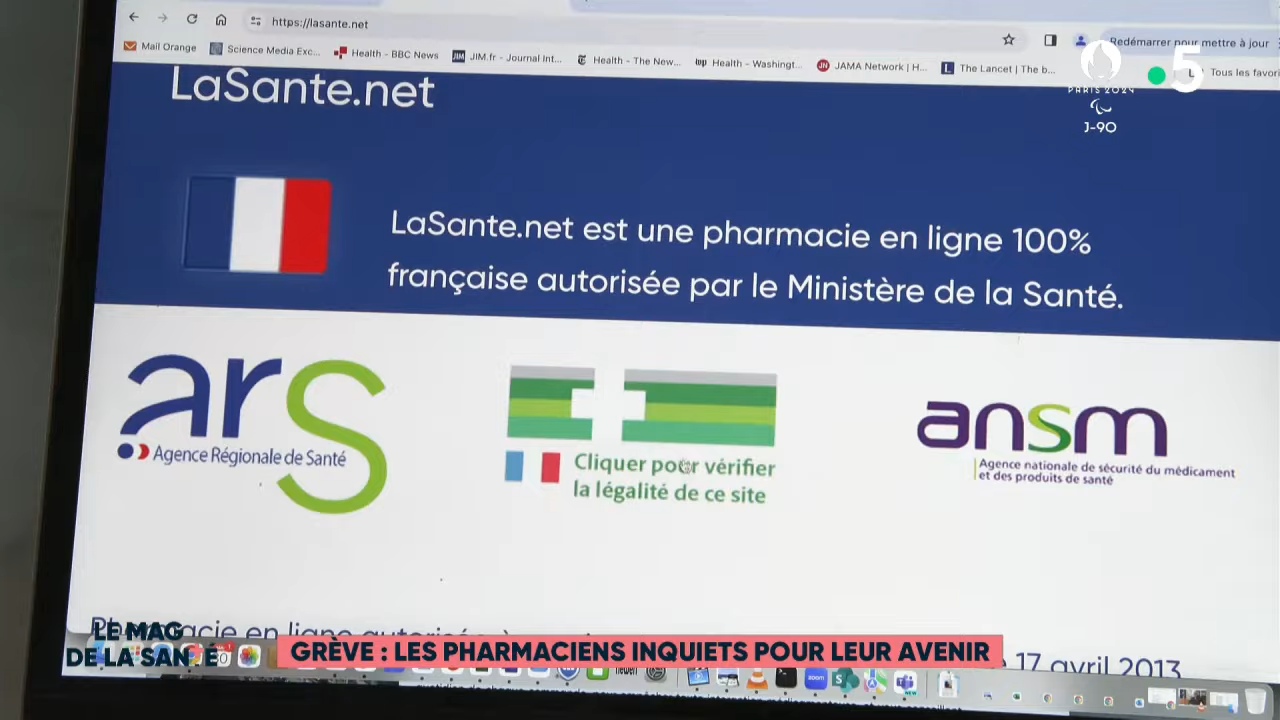 https://lasante.net
Redémarrer pour mettre à jour
Mail Orange
Science Media Exc...
Health - BBC News
JIM.fr - Journal Int...
Health – The New...
Health – Washingt...
JAMA Network | H...
The Lancet | The b...
Tous les favori
PARIS 2024
J-90
5
LaSante.net
LaSante.net est une pharmacie en ligne 100%
française autorisée par le Ministère de la Santé.
ars
Agence Régionale de Santé
Cliquer pour vérifier
la légalité de ce site
ansm
Agence nationale de sécurité du médicament
et des produits de santé
17 avril 2013
LE MAG
DE LA SANTÉ
GRÈVE : LES PHARMACIENS INQUIETS POUR LEUR AVENIR
zoom